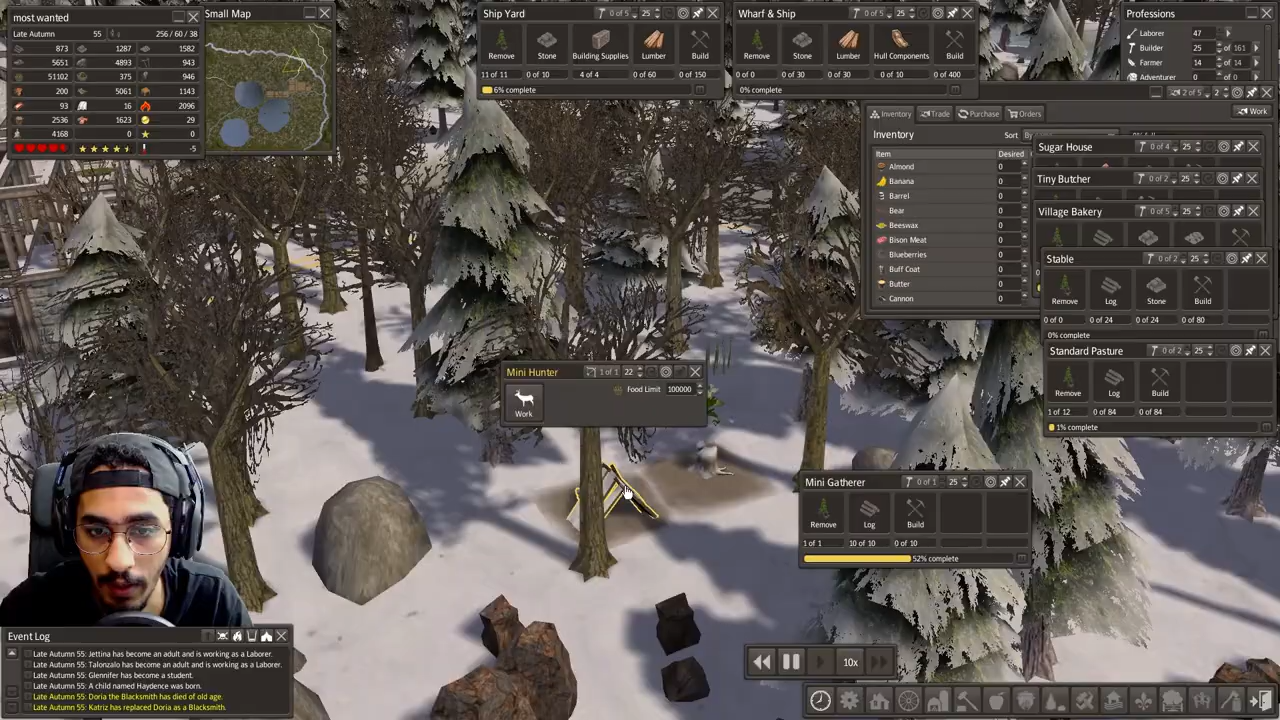 most wanted
Late Autumn 55 256 / 60 / 38
873 1287 1582
5651 4893 943
51102 375 946
200 5061 1143
93 16 2096
2536 1623 29
4168 0 0
-5
Small Map
Ship Yard 0 of 5 25
Remove Stone Building Supplies Lumber Build
11 of 11 0 of 10 4 of 4 0 of 60 0 of 150
6% complete
Wharf & Ship 0 of 5 25
Remove Stone Lumber Hull Components Build
0 of 0 0 of 30 0 of 30 0 of 10 0 of 400
0% complete
Professions
Laborer 47
Builder 25 of 161
Farmer 14 of 14
Adventurer 0 of 0
2 of 5 2
Work
Inventory Trade Purchase Orders
Inventory Sort
Item Desired
Almond 0
Banana 0
Barrel 0
Bear 0
Beeswax 0
Bison Meat 0
Blueberries 0
Buff Coat 0
Butter 0
Cannon 0
Sugar House 0 of 4 25
Tiny Butcher 0 of 2 25
Village Bakery 0 of 5 25
Stable 0 of 2 25
Remove Log Stone Build
0 of 0 0 of 24 0 of 24 0 of 80
0% complete
Standard Pasture 0 of 2 25
Remove Log Build
1 of 12 0 of 84 0 of 84
1% complete
Mini Hunter 1 of 1 22
Work Food Limit 100000
Mini Gatherer 0 of 1 25
Remove Log Build
1 of 1 10 of 10 0 of 10
52% complete
Event Log
Late Autumn 55: Jettina has become an adult and is working as a Laborer.
Late Autumn 55: Talonzalo has become an adult and is working as a Laborer.
Late Autumn 55: Glennifer has become a student.
Late Autumn 55: A child named Haydence was born.
Late Autumn 55: Doria the Blacksmith has died of old age.
Late Autumn 55: Katriz has replaced Doria as a Blacksmith.
10x